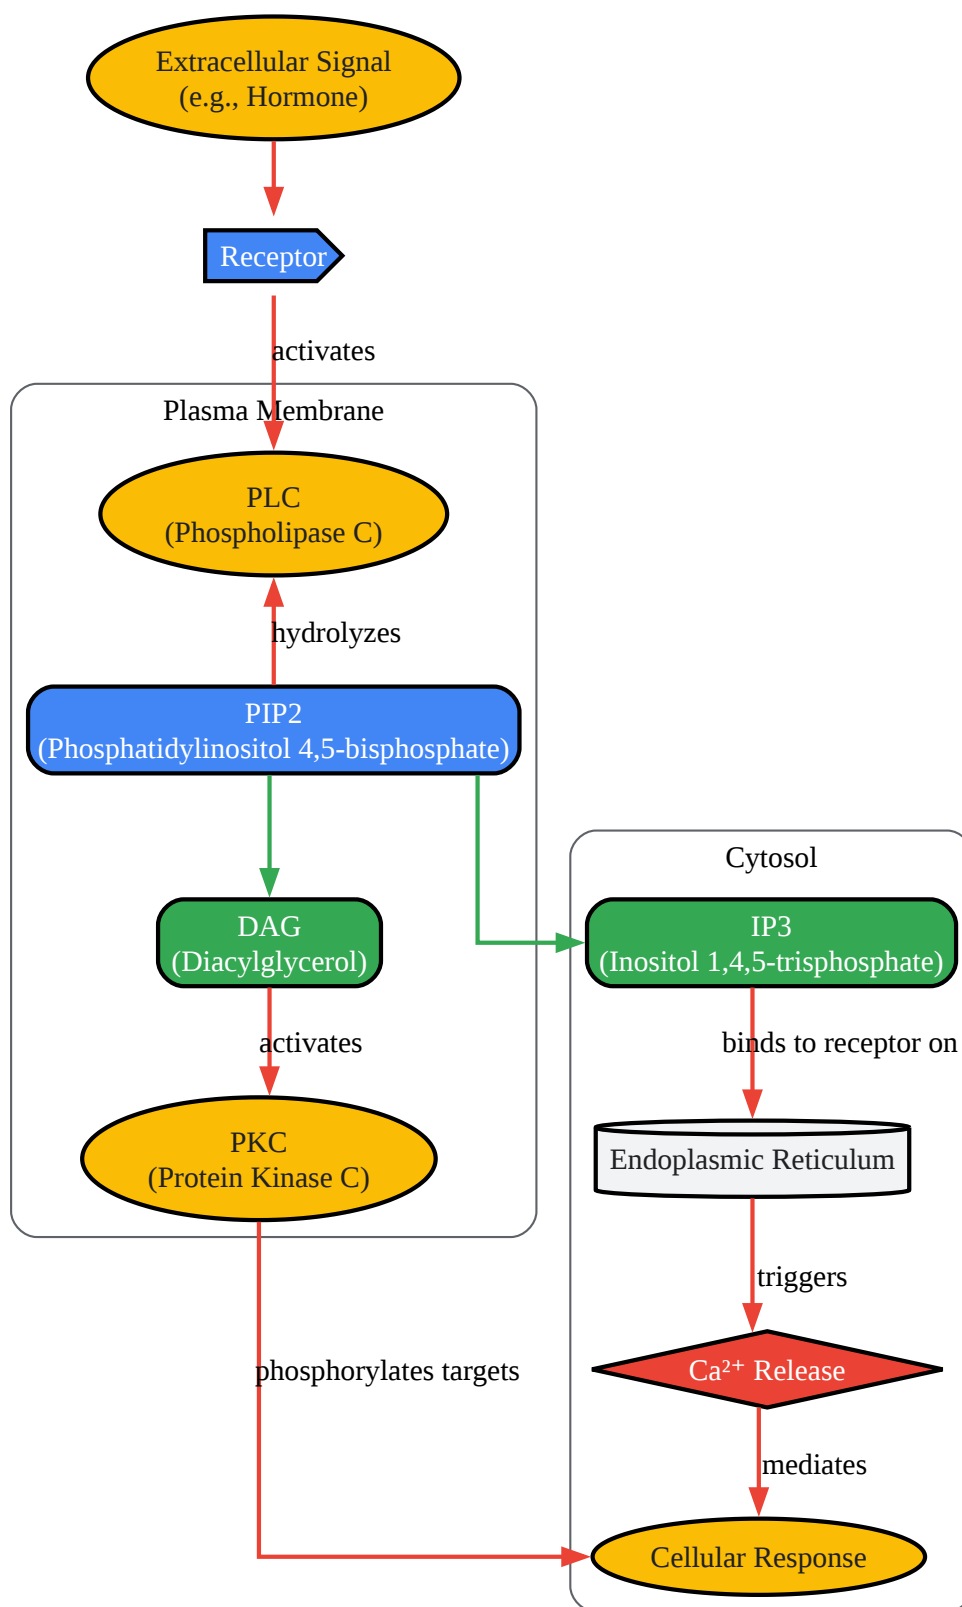 Extracellular Signal
(e.g., Hormone)
Receptor
activates
Plasma Membrane
PLC
(Phospholipase C)
hydrolyzes
PIP2
(Phosphatidylinositol 4,5-bisphosphate)
Cytosol
DAG
(Diacylglycerol)
IP3
(Inositol 1,4,5-trisphosphate)
activates
binds to receptor on
PKC
(Protein Kinase C)
Endoplasmic Reticulum
triggers
phosphorylates targets
Ca²⁺ Release
mediates
Cellular Response